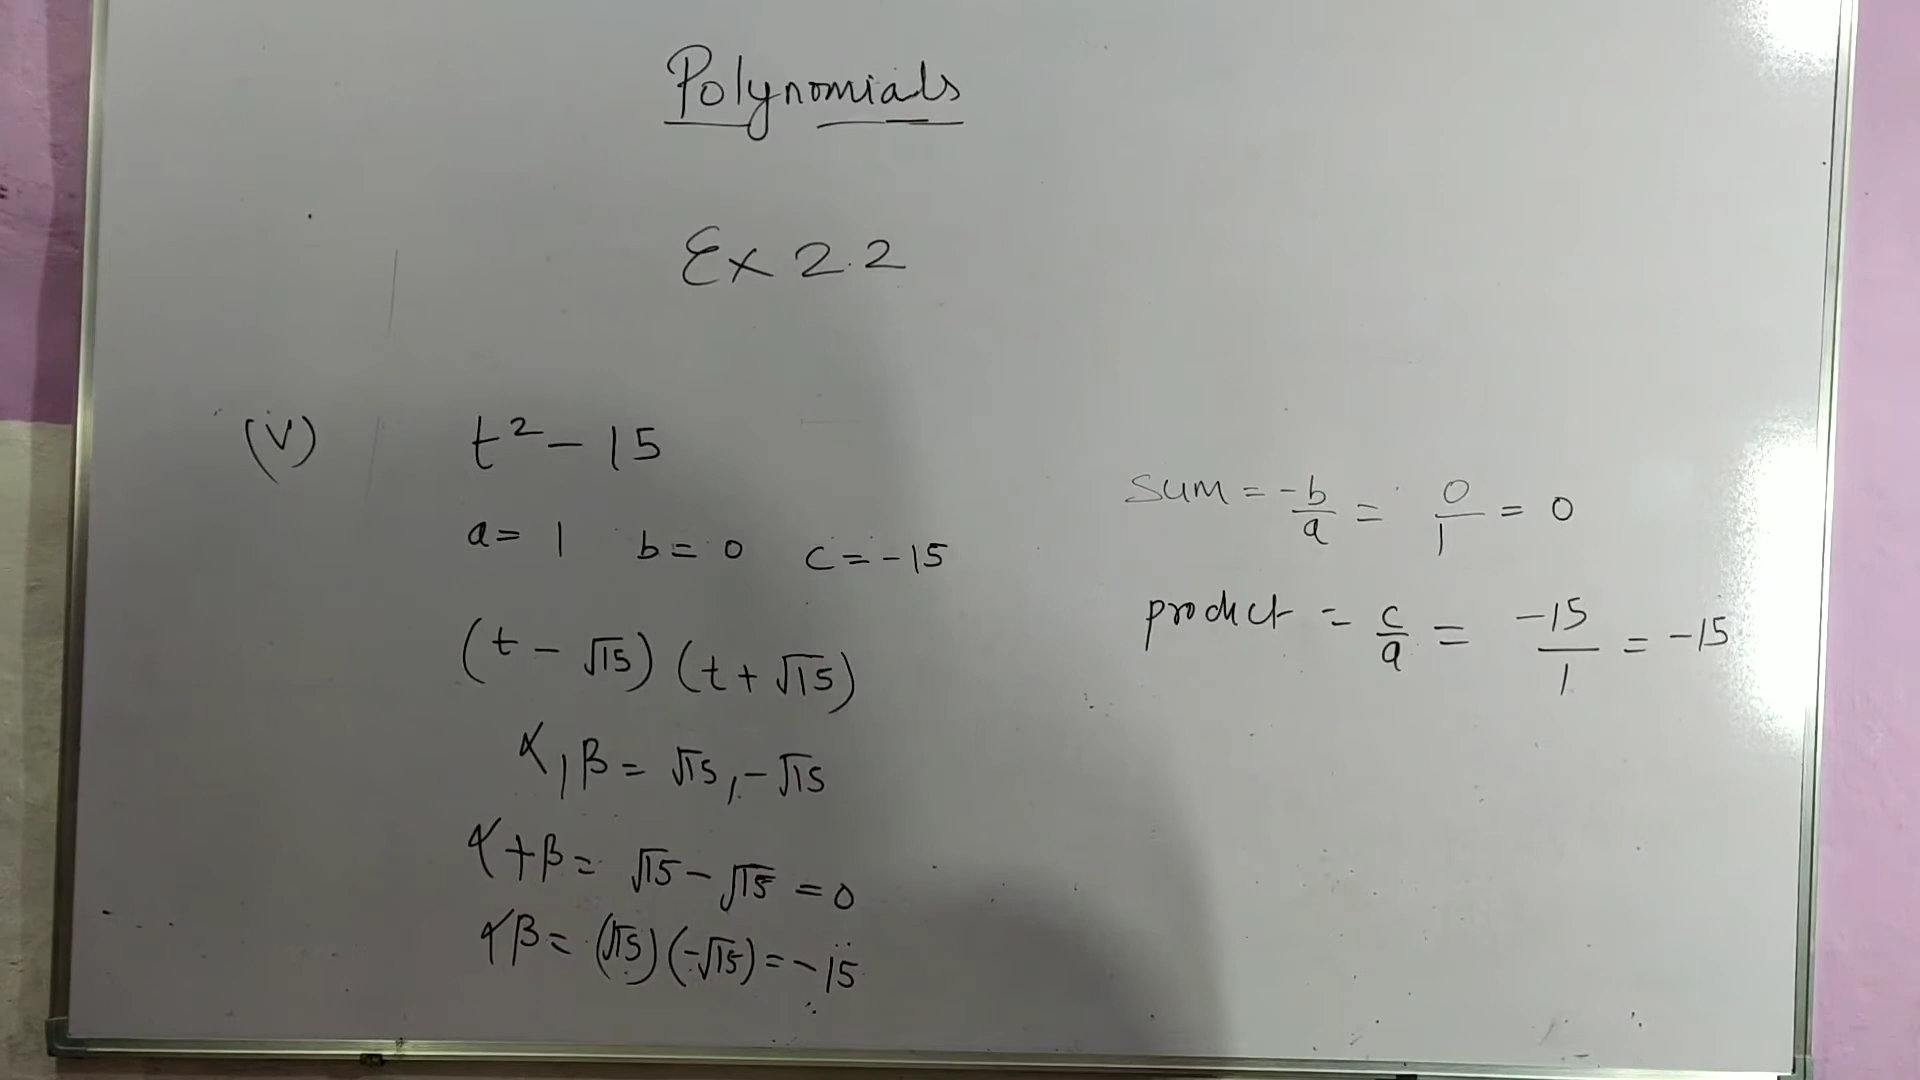 Polynomials
Ex 2.2
(V) t² - 15
a = 1 b = 0 c = -15
(t - √15) (t + √15)
α, β = √15, -√15
α + β = √15 - √15 = 0
αβ = (√15) (-√15) = -15
sum = -b/a = 0/1 = 0
product = c/a = -15/1 = -15